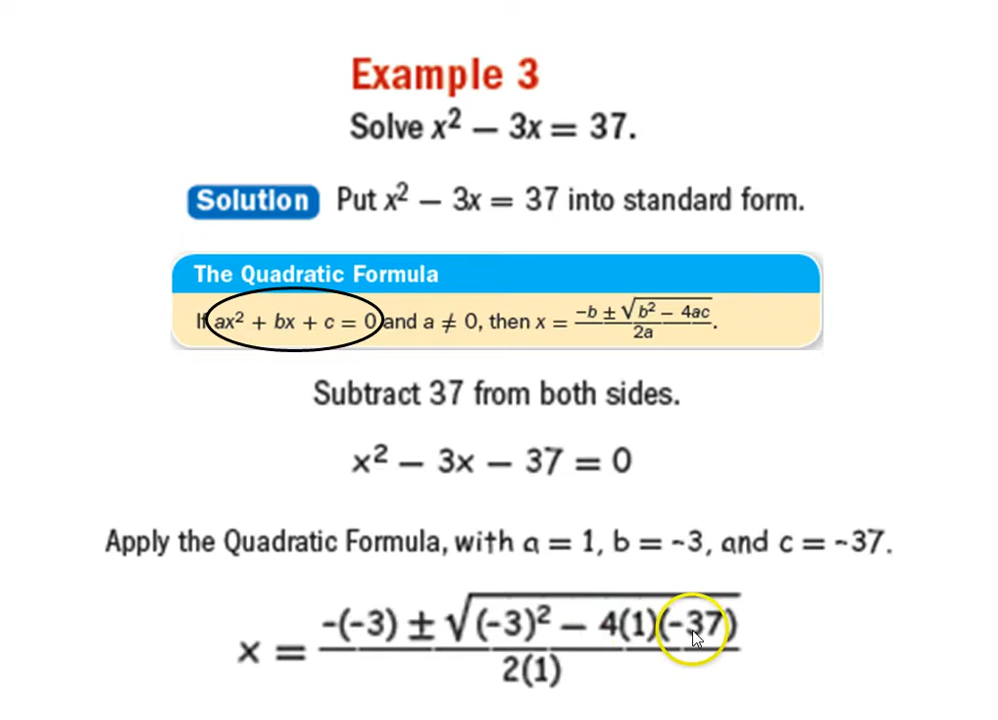 Example 3
Solve x² – 3x = 37.
Solution Put x² – 3x = 37 into standard form.
The Quadratic Formula
If ax² + bx + c = 0 and a ≠ 0, then x = (-b ± √(b² – 4ac))/2a.
Subtract 37 from both sides.
x² – 3x – 37 = 0
Apply the Quadratic Formula, with a = 1, b = -3, and c = -37.
x = (-(-3) ± √((-3)² – 4(1)(-37)))/2(1)